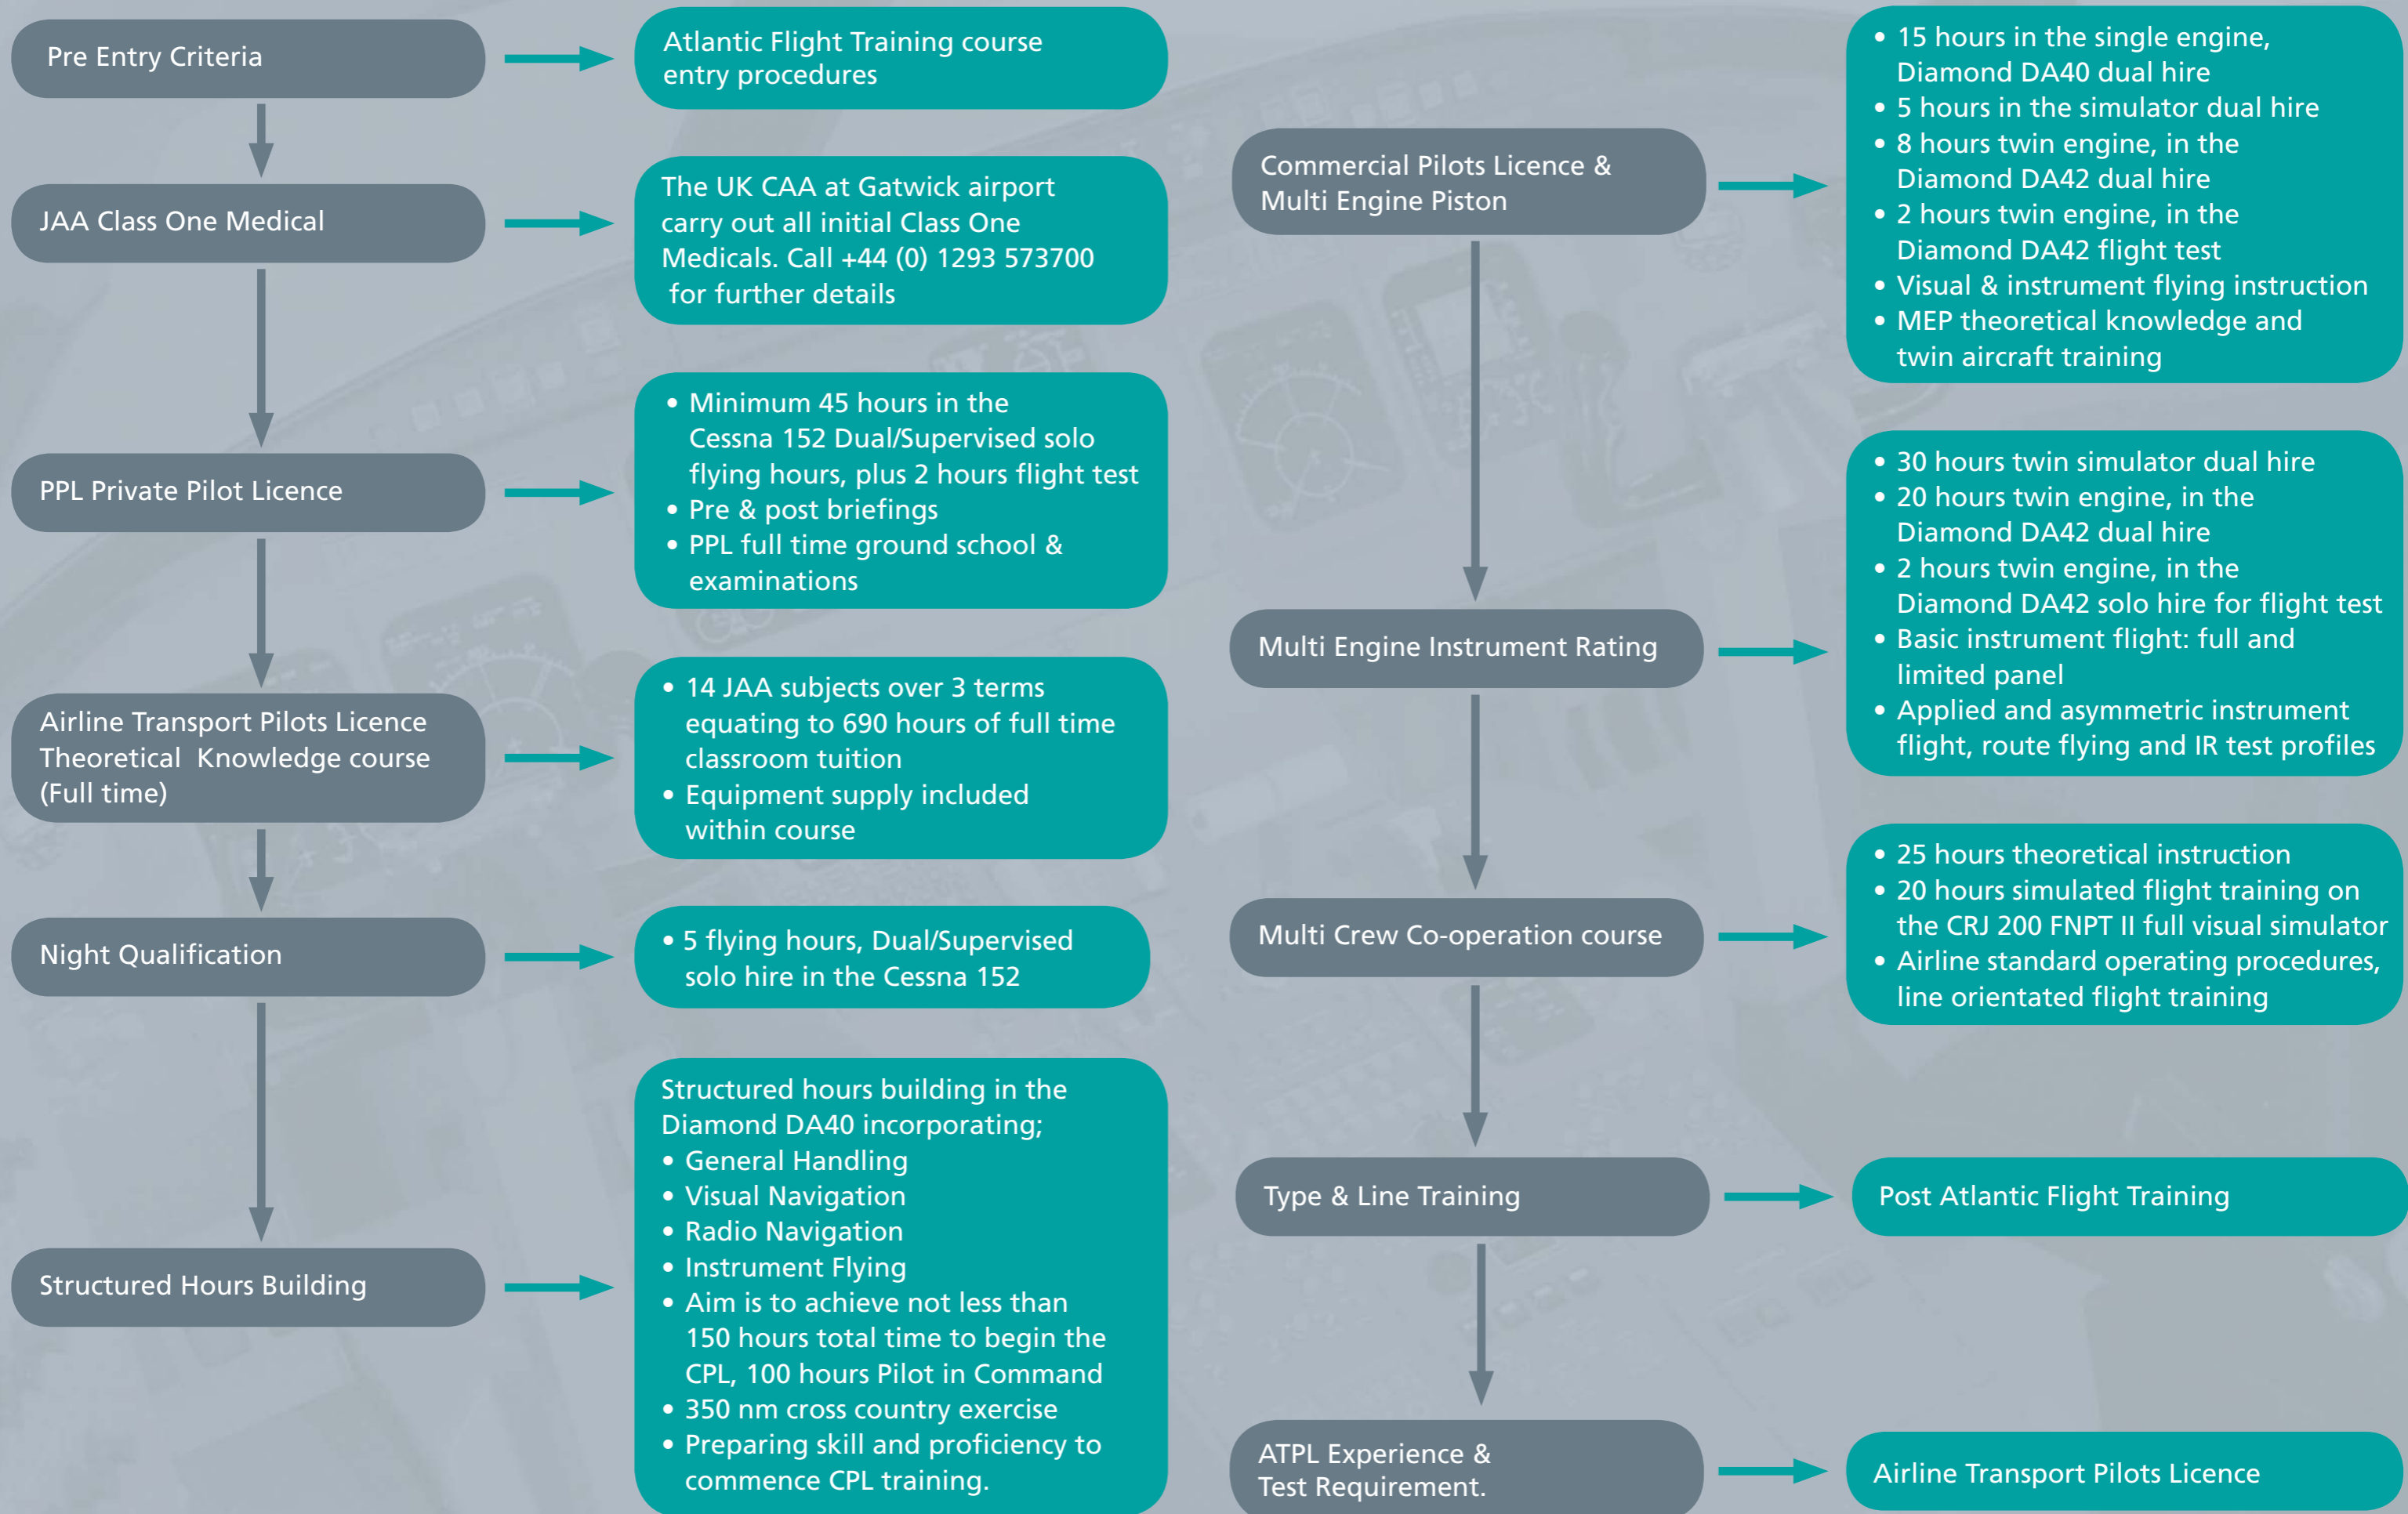 Pre Entry Criteria
Atlantic Flight Training course
entry procedures
JAA Class One Medical
The UK CAA at Gatwick airport
carry out all initial Class One
Medicals. Call +44 (0) 1293 573700
for further details
PPL Private Pilot Licence
• Minimum 45 hours in the
Cessna 152 Dual/Supervised solo
flying hours, plus 2 hours flight test
• Pre & post briefings
• PPL full time ground school &
examinations
Airline Transport Pilots Licence
Theoretical Knowledge course
(Full time)
• 14 JAA subjects over 3 terms
equating to 690 hours of full time
classroom tuition
• Equipment supply included
within course
Night Qualification
• 5 flying hours, Dual/Supervised
solo hire in the Cessna 152
Structured Hours Building
Structured hours building in the
Diamond DA40 incorporating;
• General Handling
• Visual Navigation
• Radio Navigation
• Instrument Flying
• Aim is to achieve not less than
150 hours total time to begin the
CPL, 100 hours Pilot in Command
• 350 nm cross country exercise
• Preparing skill and proficiency to
commence CPL training.
Commercial Pilots Licence &
Multi Engine Piston
• 15 hours in the single engine,
Diamond DA40 dual hire
• 5 hours in the simulator dual hire
• 8 hours twin engine, in the
Diamond DA42 dual hire
• 2 hours twin engine, in the
Diamond DA42 flight test
• Visual & instrument flying instruction
• MEP theoretical knowledge and
twin aircraft training
Multi Engine Instrument Rating
• 30 hours twin simulator dual hire
• 20 hours twin engine, in the
Diamond DA42 dual hire
• 2 hours twin engine, in the
Diamond DA42 solo hire for flight test
• Basic instrument flight: full and
limited panel
• Applied and asymmetric instrument
flight, route flying and IR test profiles
Multi Crew Co-operation course
• 25 hours theoretical instruction
• 20 hours simulated flight training on
the CRJ 200 FNPT II full visual simulator
• Airline standard operating procedures,
line orientated flight training
Type & Line Training
Post Atlantic Flight Training
ATPL Experience &
Test Requirement.
Airline Transport Pilots Licence